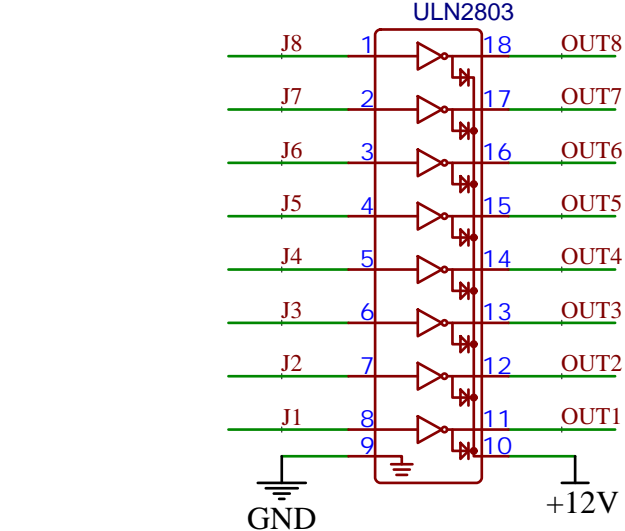 ULN2803
J8 1 18 OUT8
J7 2 17 OUT7
J6 3 16 OUT6
J5 4 15 OUT5
J4 5 14 OUT4
J3 6 13 OUT3
J2 7 12 OUT2
J1 8 11 OUT1
9 10
GND +12V